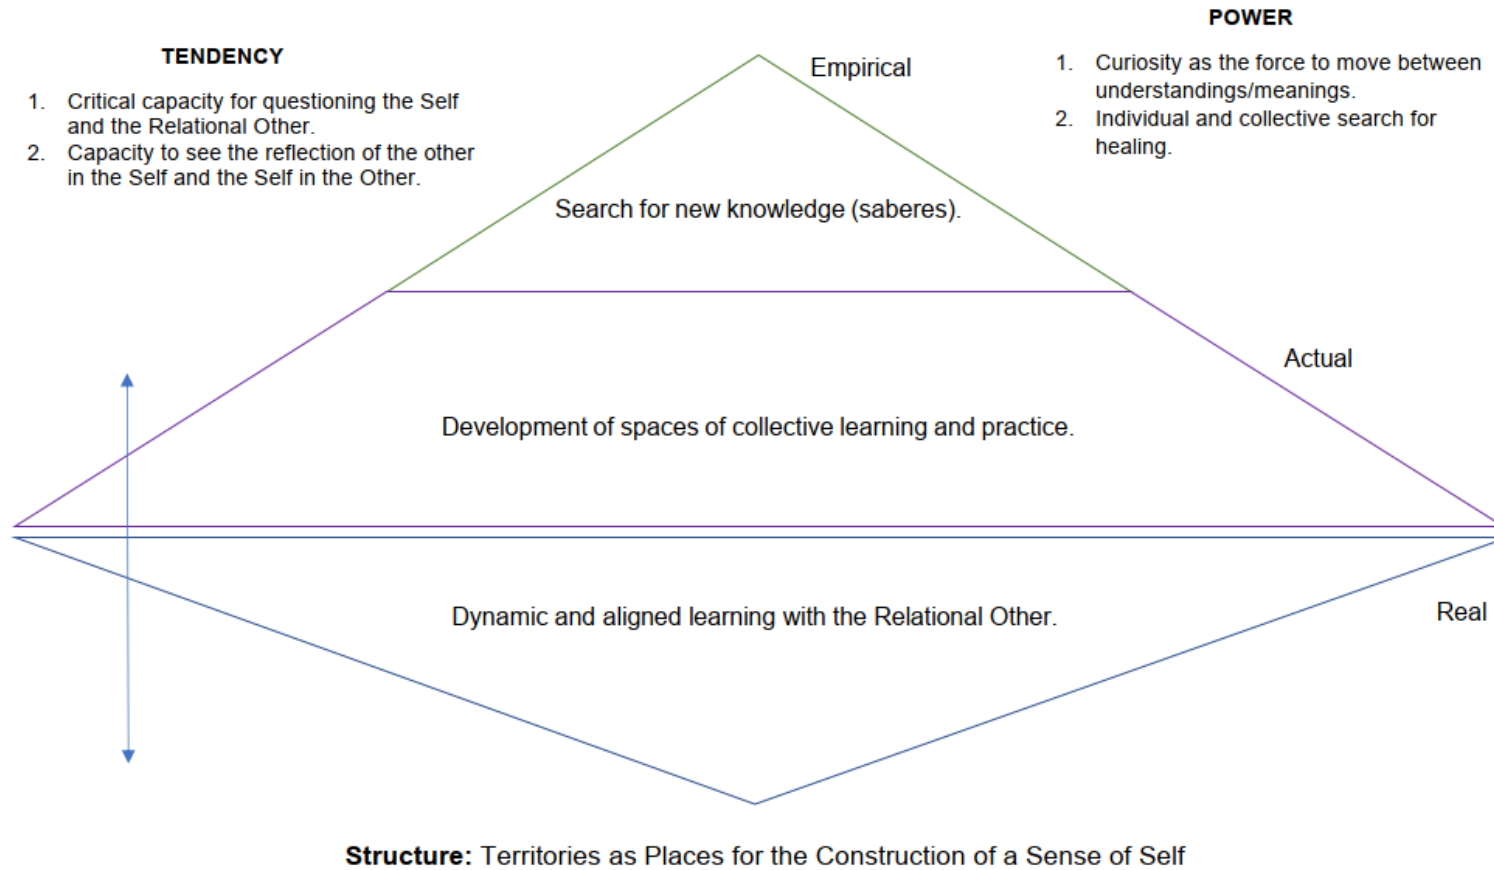 POWER
TENDENCY
1. Critical capacity for questioning the Self
and the Relational Other.
2. Capacity to see the reflection of the other
in the Self and the Self in the Other.
Empirical
1. Curiosity as the force to move between
understandings/meanings.
2. Individual and collective search for
healing.
Search for new knowledge (saberes).
Actual
Development of spaces of collective learning and practice.
Dynamic and aligned learning with the Relational Other.
Real
Structure: Territories as Places for the Construction of a Sense of Self